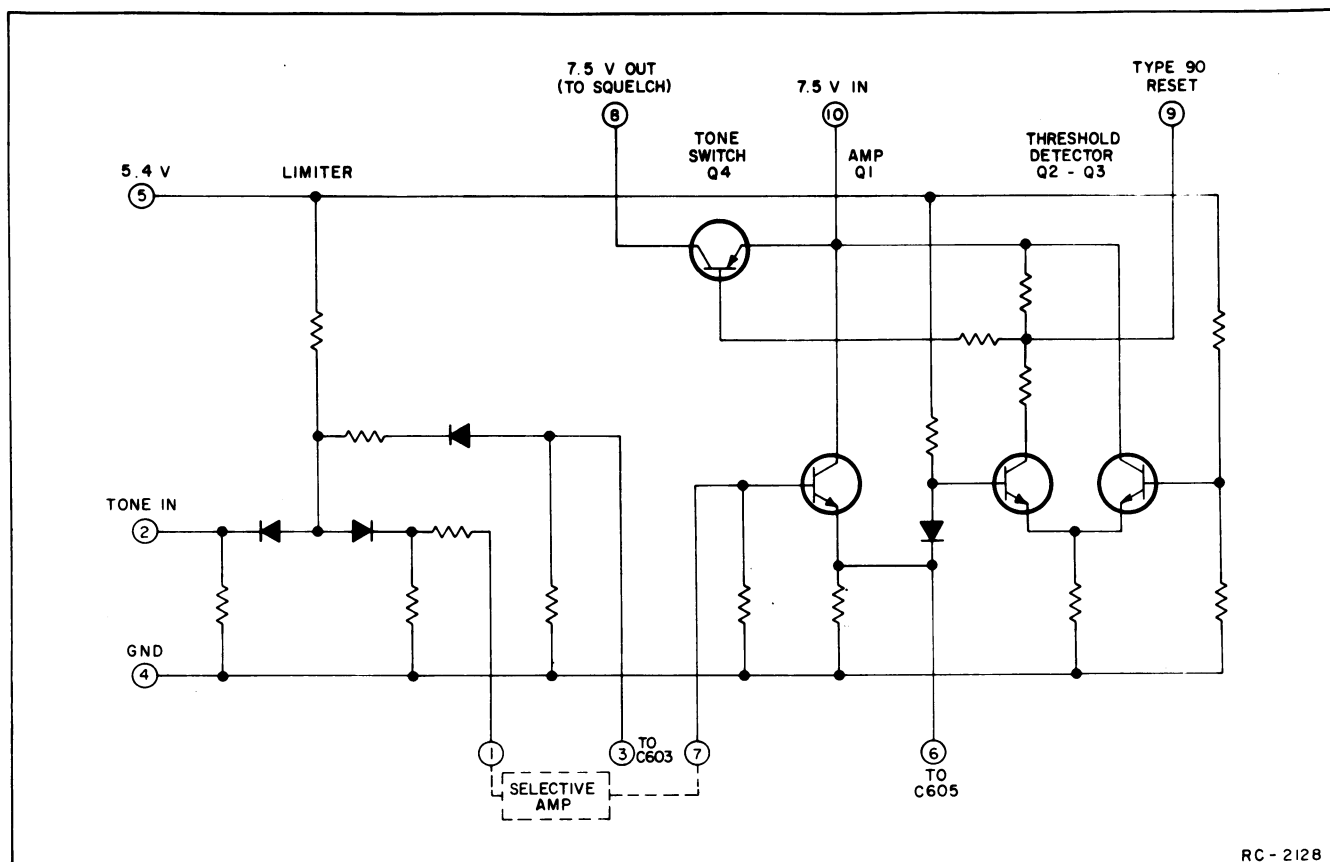 7.5 V OUT
(TO SQUELCH)
8
7.5 V IN
10
TYPE 90
RESET
9
TONE
SWITCH
Q4
AMP
Q1
THRESHOLD
DETECTOR
Q2 - Q3
5.4 V
5
LIMITER
TONE IN
2
GND
4
1
3
TO
C603
7
6
TO
C605
SELECTIVE
AMP
RC - 2128